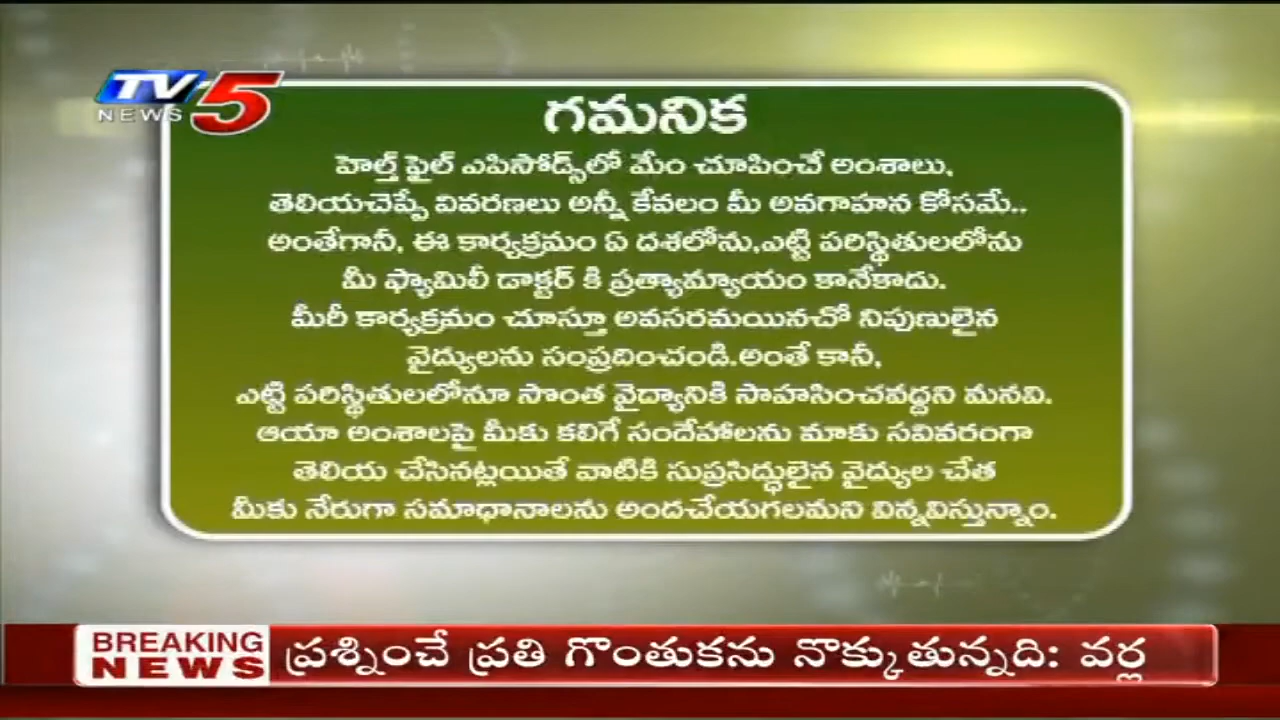 TV5
NEWS
గమనిక
హెల్త్ ఫైల్ ఎపిసోడ్స్‌లో మేం చూపించే అంశాలు,
తెలియచెప్పే వివరణలు అన్నీ కేవలం మీ అవగాహన కోసమే..
అంతేగానీ, ఈ కార్యక్రమం ఏ దశలోను,ఎట్టి పరిస్థితులలోను
మీ ఫ్యామిలీ డాక్టర్ కి ప్రత్యామ్యాయం కానేకాదు.
మీరీ కార్యక్రమం చూస్తూ అవసరమయినచో నిపుణులైన
వైద్యులను సంప్రదించండి.అంతే కానీ,
ఎట్టి పరిస్థితులలోనూ సొంత వైద్యానికి సాహసించవద్దని మనవి.
ఆయా అంశాలపై మీకు కలిగే సందేహాలను మాకు సవివరంగా
తెలియ చేసినట్లయితే వాటికి సుప్రసిద్ధులైన వైద్యుల చేత
మీకు నేరుగా సమాధానాలను అందచేయగలమని విన్నవిస్తున్నాం.
BREAKING
NEWS
ప్రశ్నించే ప్రతి గొంతుకను నొక్కుతున్నది: వర్ల